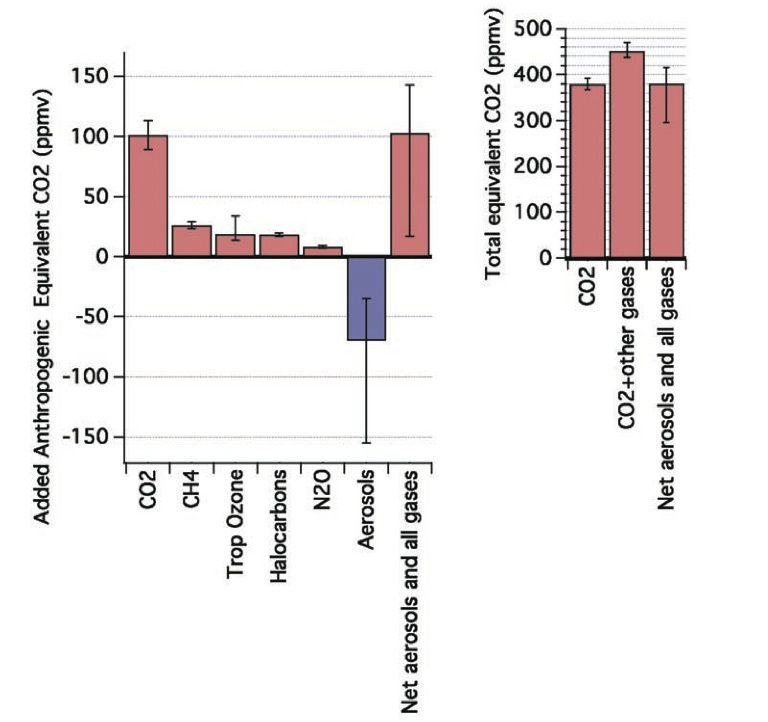 Added Anthropogenic Equivalent CO2 (ppmv)
150
100
50
0
-50
-100
-150
CO2
CH4
Trop Ozone
Halocarbons
N2O
Aerosols
Net aerosols and all gases
Total equivalent CO2 (ppmv)
500
400
300
200
100
0
CO2
CO2+other gases
Net aerosols and all gases